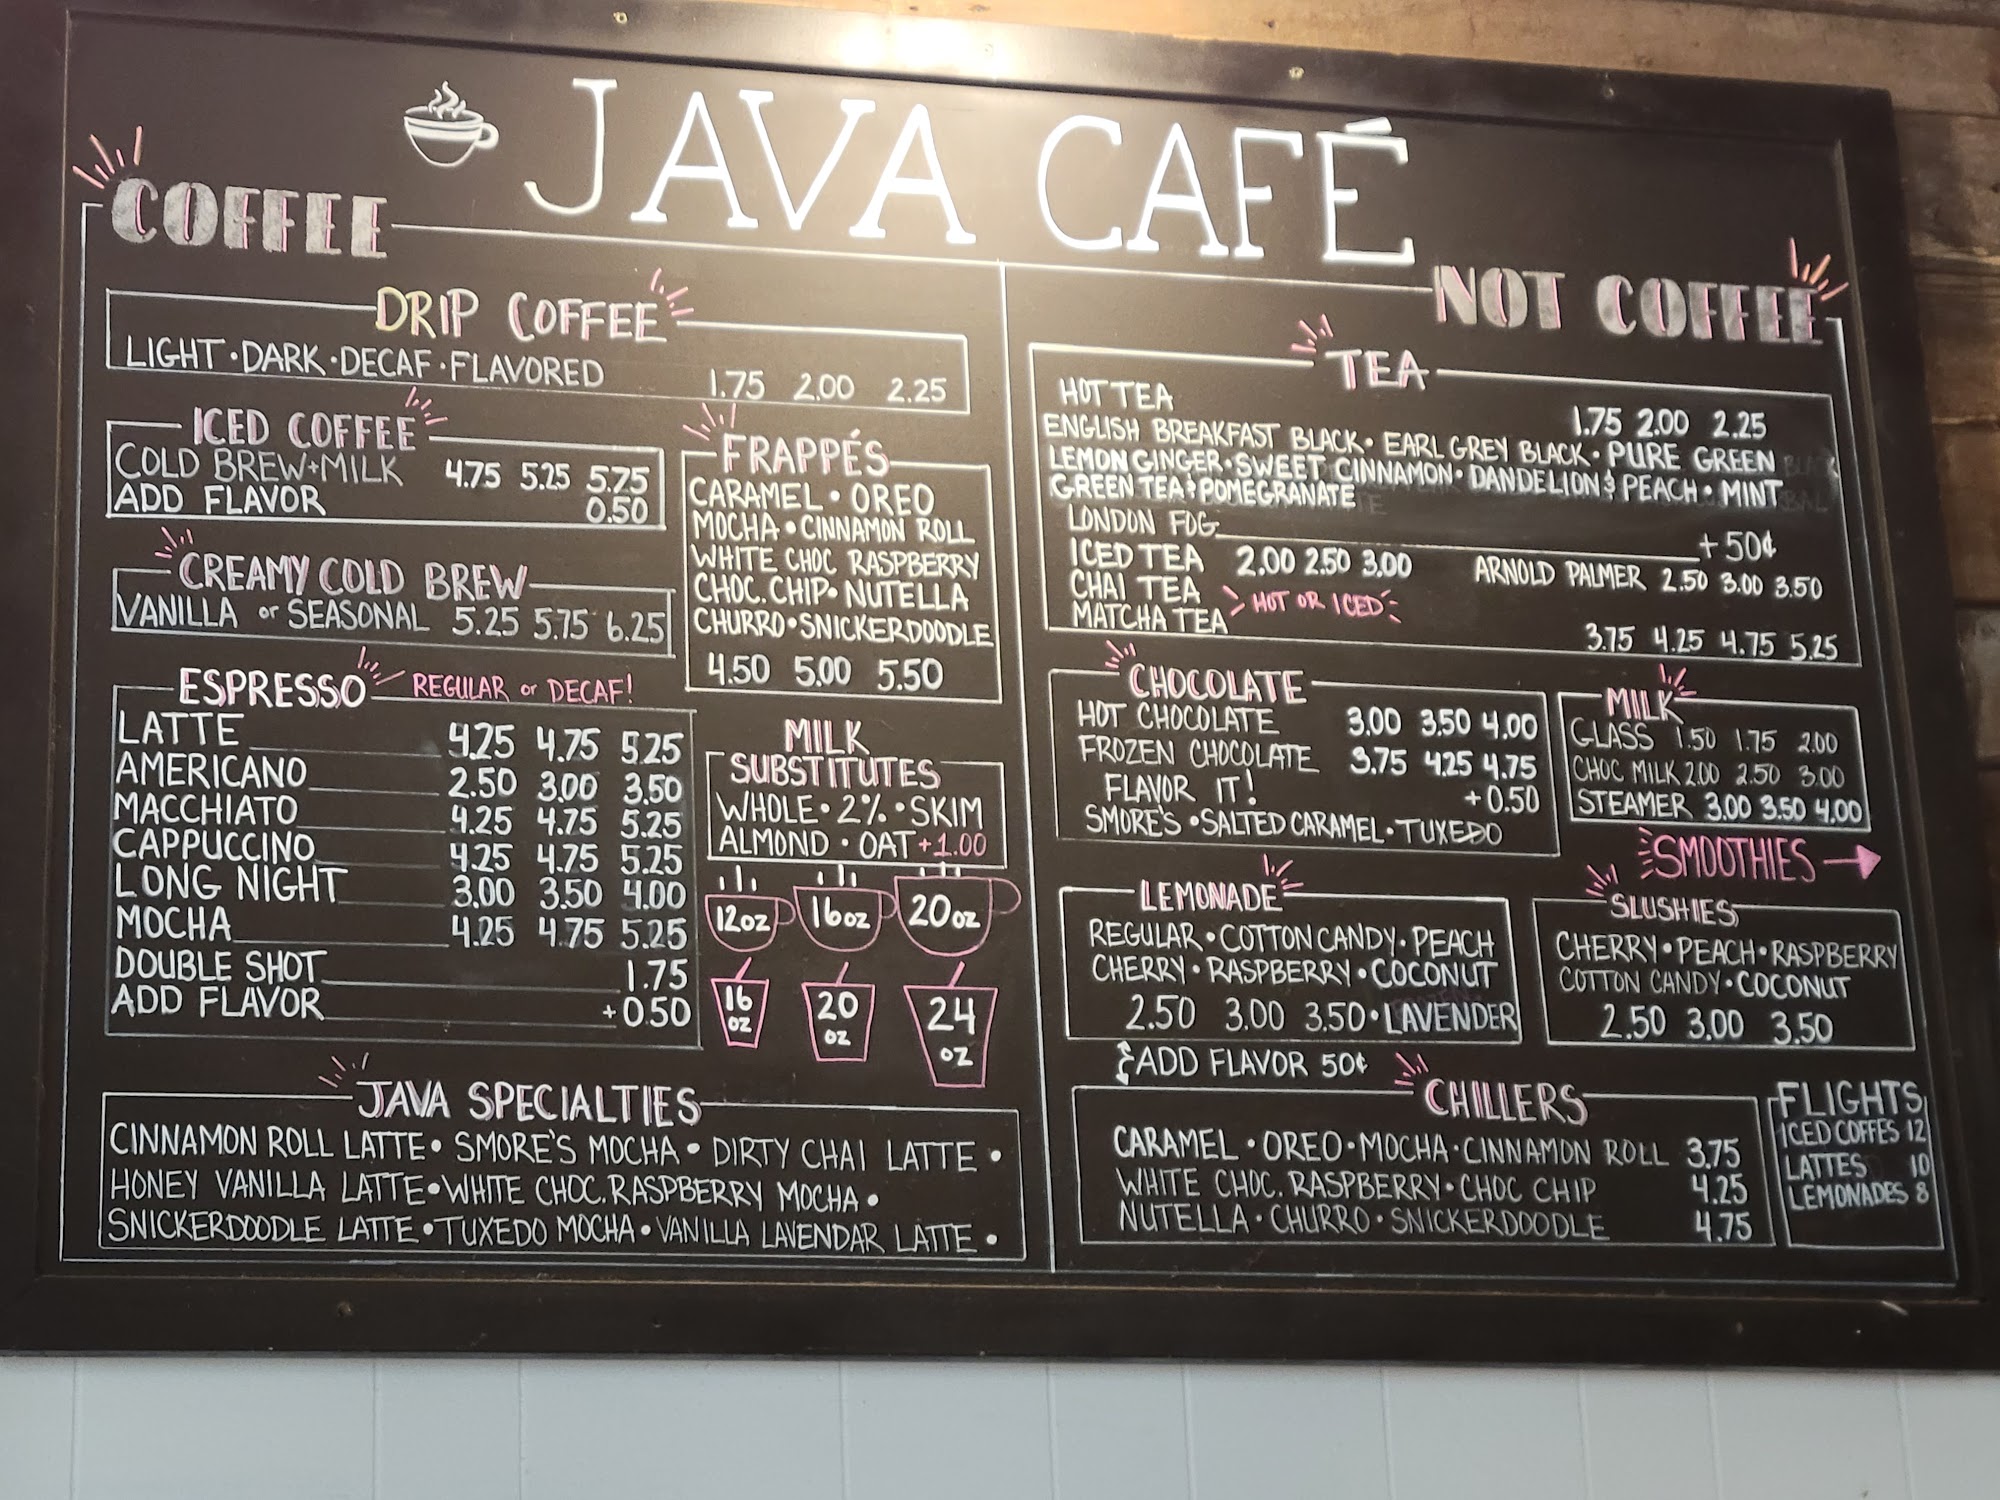 JAVA CAFÉ
COFFEE
DRIP COFFEE
LIGHT · DARK · DECAF · FLAVORED 1.75 2.00 2.25
ICED COFFEE
COLD BREW + MILK 4.75 5.25 5.75
ADD FLAVOR 0.50
CREAMY COLD BREW
VANILLA or SEASONAL 5.25 5.75 6.25
FRAPPÉS
CARAMEL · OREO
MOCHA · CINNAMON ROLL
WHITE CHOC RASPBERRY
CHOC. CHIP · NUTELLA
CHURRO · SNICKERDOODLE
4.50 5.00 5.50
ESPRESSO REGULAR or DECAF!
LATTE 4.25 4.75 5.25
AMERICANO 2.50 3.00 3.50
MACCHIATO 4.25 4.75 5.25
CAPPUCCINO 4.25 4.75 5.25
LONG NIGHT 3.00 3.50 4.00
MOCHA 4.25 4.75 5.25
DOUBLE SHOT 1.75
ADD FLAVOR +0.50
MILK
SUBSTITUTES
WHOLE · 2% · SKIM
ALMOND · OAT +1.00
12oz 16oz 20oz
16 oz 20 oz 24 oz
JAVA SPECIALTIES
CINNAMON ROLL LATTE · SMORE'S MOCHA · DIRTY CHAI LATTE ·
HONEY VANILLA LATTE · WHITE CHOC. RASPBERRY MOCHA ·
SNICKERDOODLE LATTE · TUXEDO MOCHA · VANILLA LAVENDAR LATTE ·
NOT COFFEE
TEA
HOT TEA 1.75 2.00 2.25
ENGLISH BREAKFAST BLACK · EARL GREY BLACK · PURE GREEN
LEMON GINGER · SWEET CINNAMON · DANDELION & PEACH · MINT
GREEN TEA & POMEGRANATE
LONDON FOG +50¢
ICED TEA 2.00 2.50 3.00 ARNOLD PALMER 2.50 3.00 3.50
CHAI TEA
MATCHA TEA HOT OR ICED 3.75 4.25 4.75 5.25
CHOCOLATE
HOT CHOCOLATE 3.00 3.50 4.00
FROZEN CHOCOLATE 3.75 4.25 4.75
FLAVOR IT! +0.50
SMORE'S · SALTED CARAMEL · TUXEDO
MILK
GLASS 1.50 1.75 2.00
CHOC MILK 2.00 2.50 3.00
STEAMER 3.00 3.50 4.00
SMOOTHIES →
LEMONADE
REGULAR · COTTON CANDY · PEACH
CHERRY · RASPBERRY · COCONUT
2.50 3.00 3.50 · LAVENDER
ADD FLAVOR 50¢
SLUSHIES
CHERRY · PEACH · RASPBERRY
COTTON CANDY · COCONUT
2.50 3.00 3.50
CHILLERS
CARAMEL · OREO · MOCHA · CINNAMON ROLL 3.75
WHITE CHOC. RASPBERRY · CHOC CHIP 4.25
NUTELLA · CHURRO · SNICKERDOODLE 4.75
FLIGHTS
ICED COFFES 12
LATTES 10
LEMONADES 8